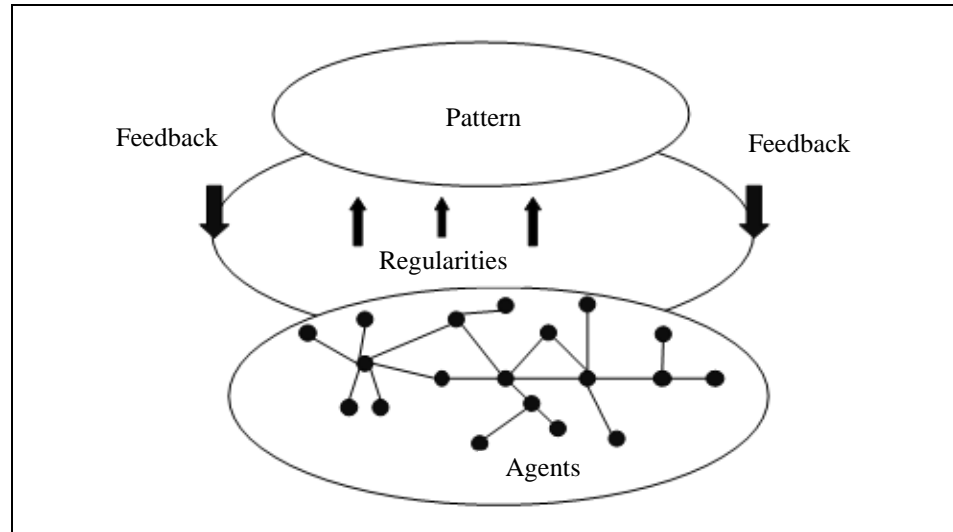 Pattern
Feedback
Feedback
Regularities
Agents